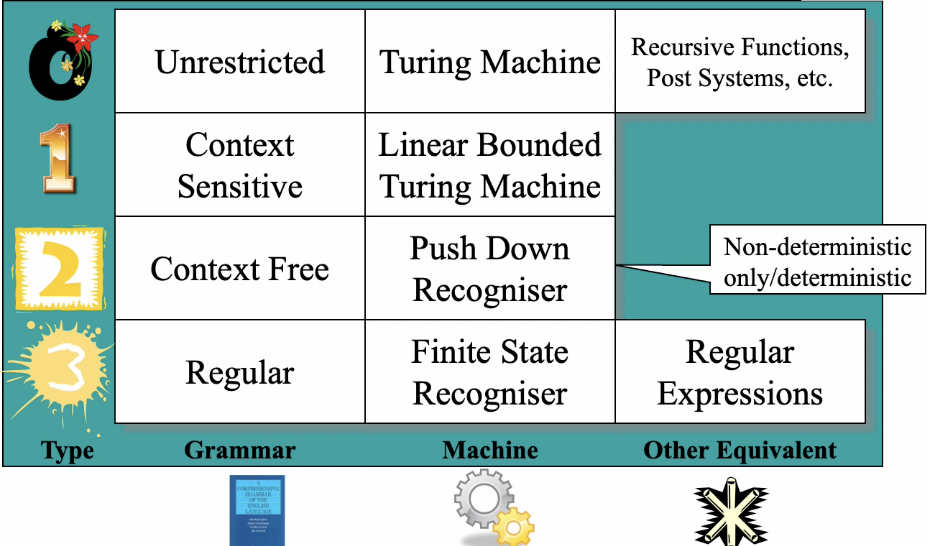 0
Unrestricted
Turing Machine
Recursive Functions,
Post Systems, etc.
1
Context
Sensitive
Linear Bounded
Turing Machine
2
Context Free
Push Down
Recogniser
Non-deterministic
only/deterministic
3
Regular
Finite State
Recogniser
Regular
Expressions
Type
Grammar
Machine
Other Equivalent
A
COMPREHENSIVE
GRAMMAR
OF THE
ENGLISH
LANGUAGE